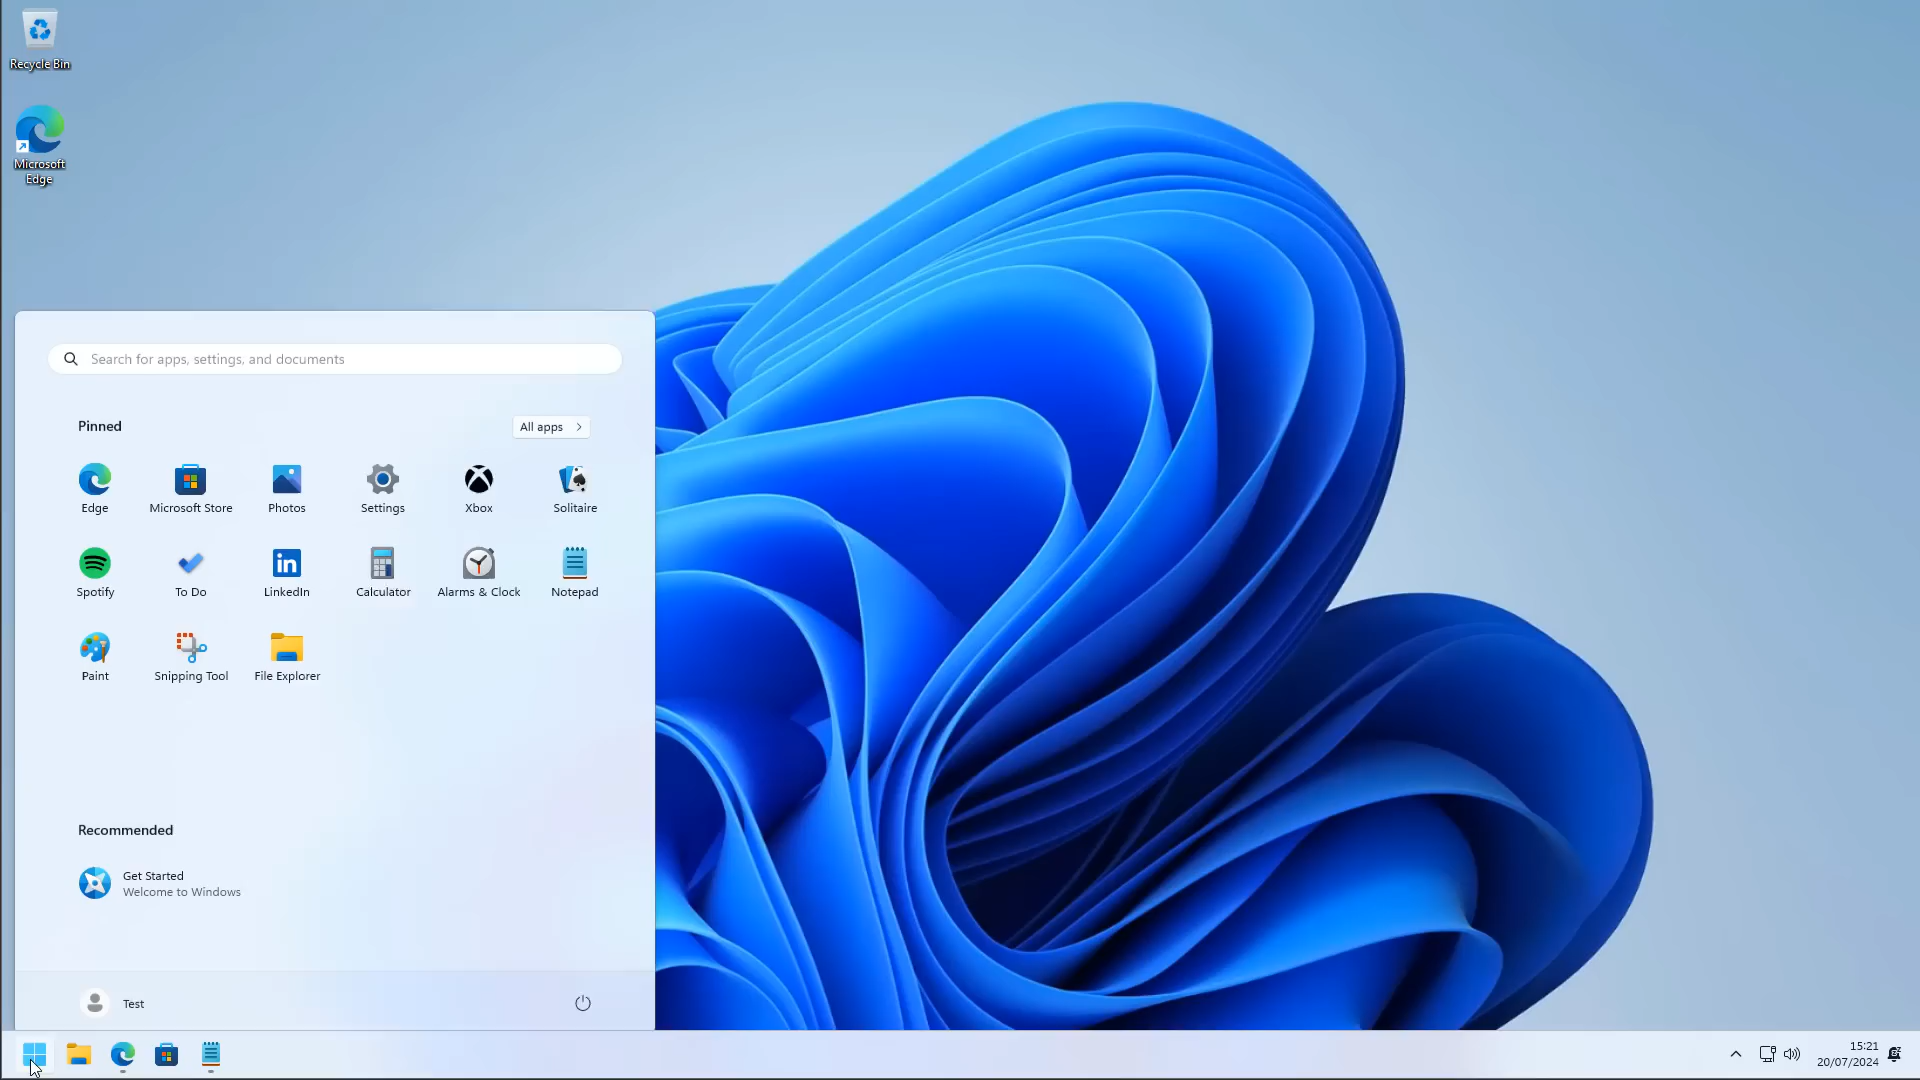 Recycle Bin
Microsoft
Edge
Search for apps, settings, and documents
Pinned
All apps
Edge
Microsoft Store
Photos
Settings
Xbox
Solitaire
Spotify
To Do
LinkedIn
Calculator
Alarms & Clock
Notepad
Paint
Snipping Tool
File Explorer
Recommended
Get Started
Welcome to Windows
Test
15:21
20/07/2024